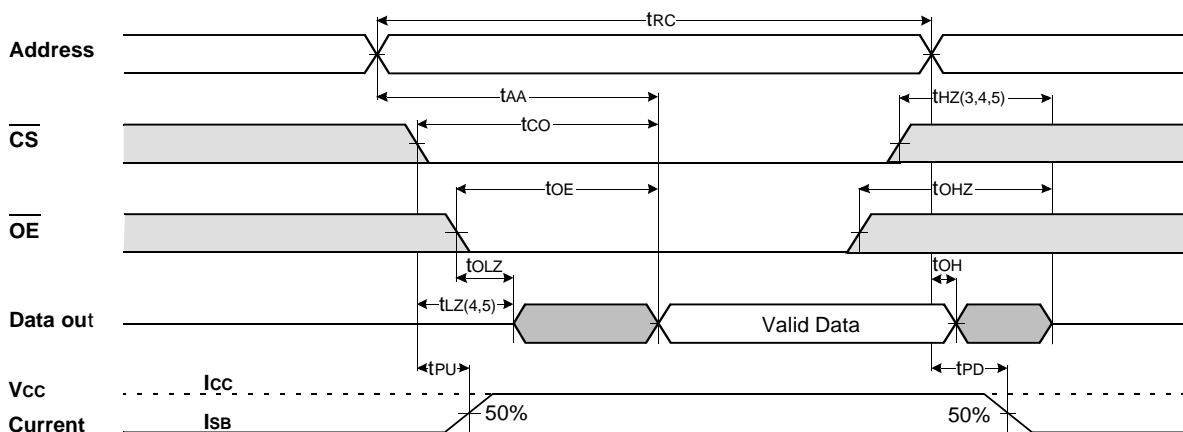 tRC
Address
tAA
tHZ(3,4,5)
tCO
CS
tOE
tOHZ
OE
tOLZ
tOH
tLZ(4,5)
Data out
Valid Data
tPU
tPD
VCC
ICC
50%
50%
Current
ISB